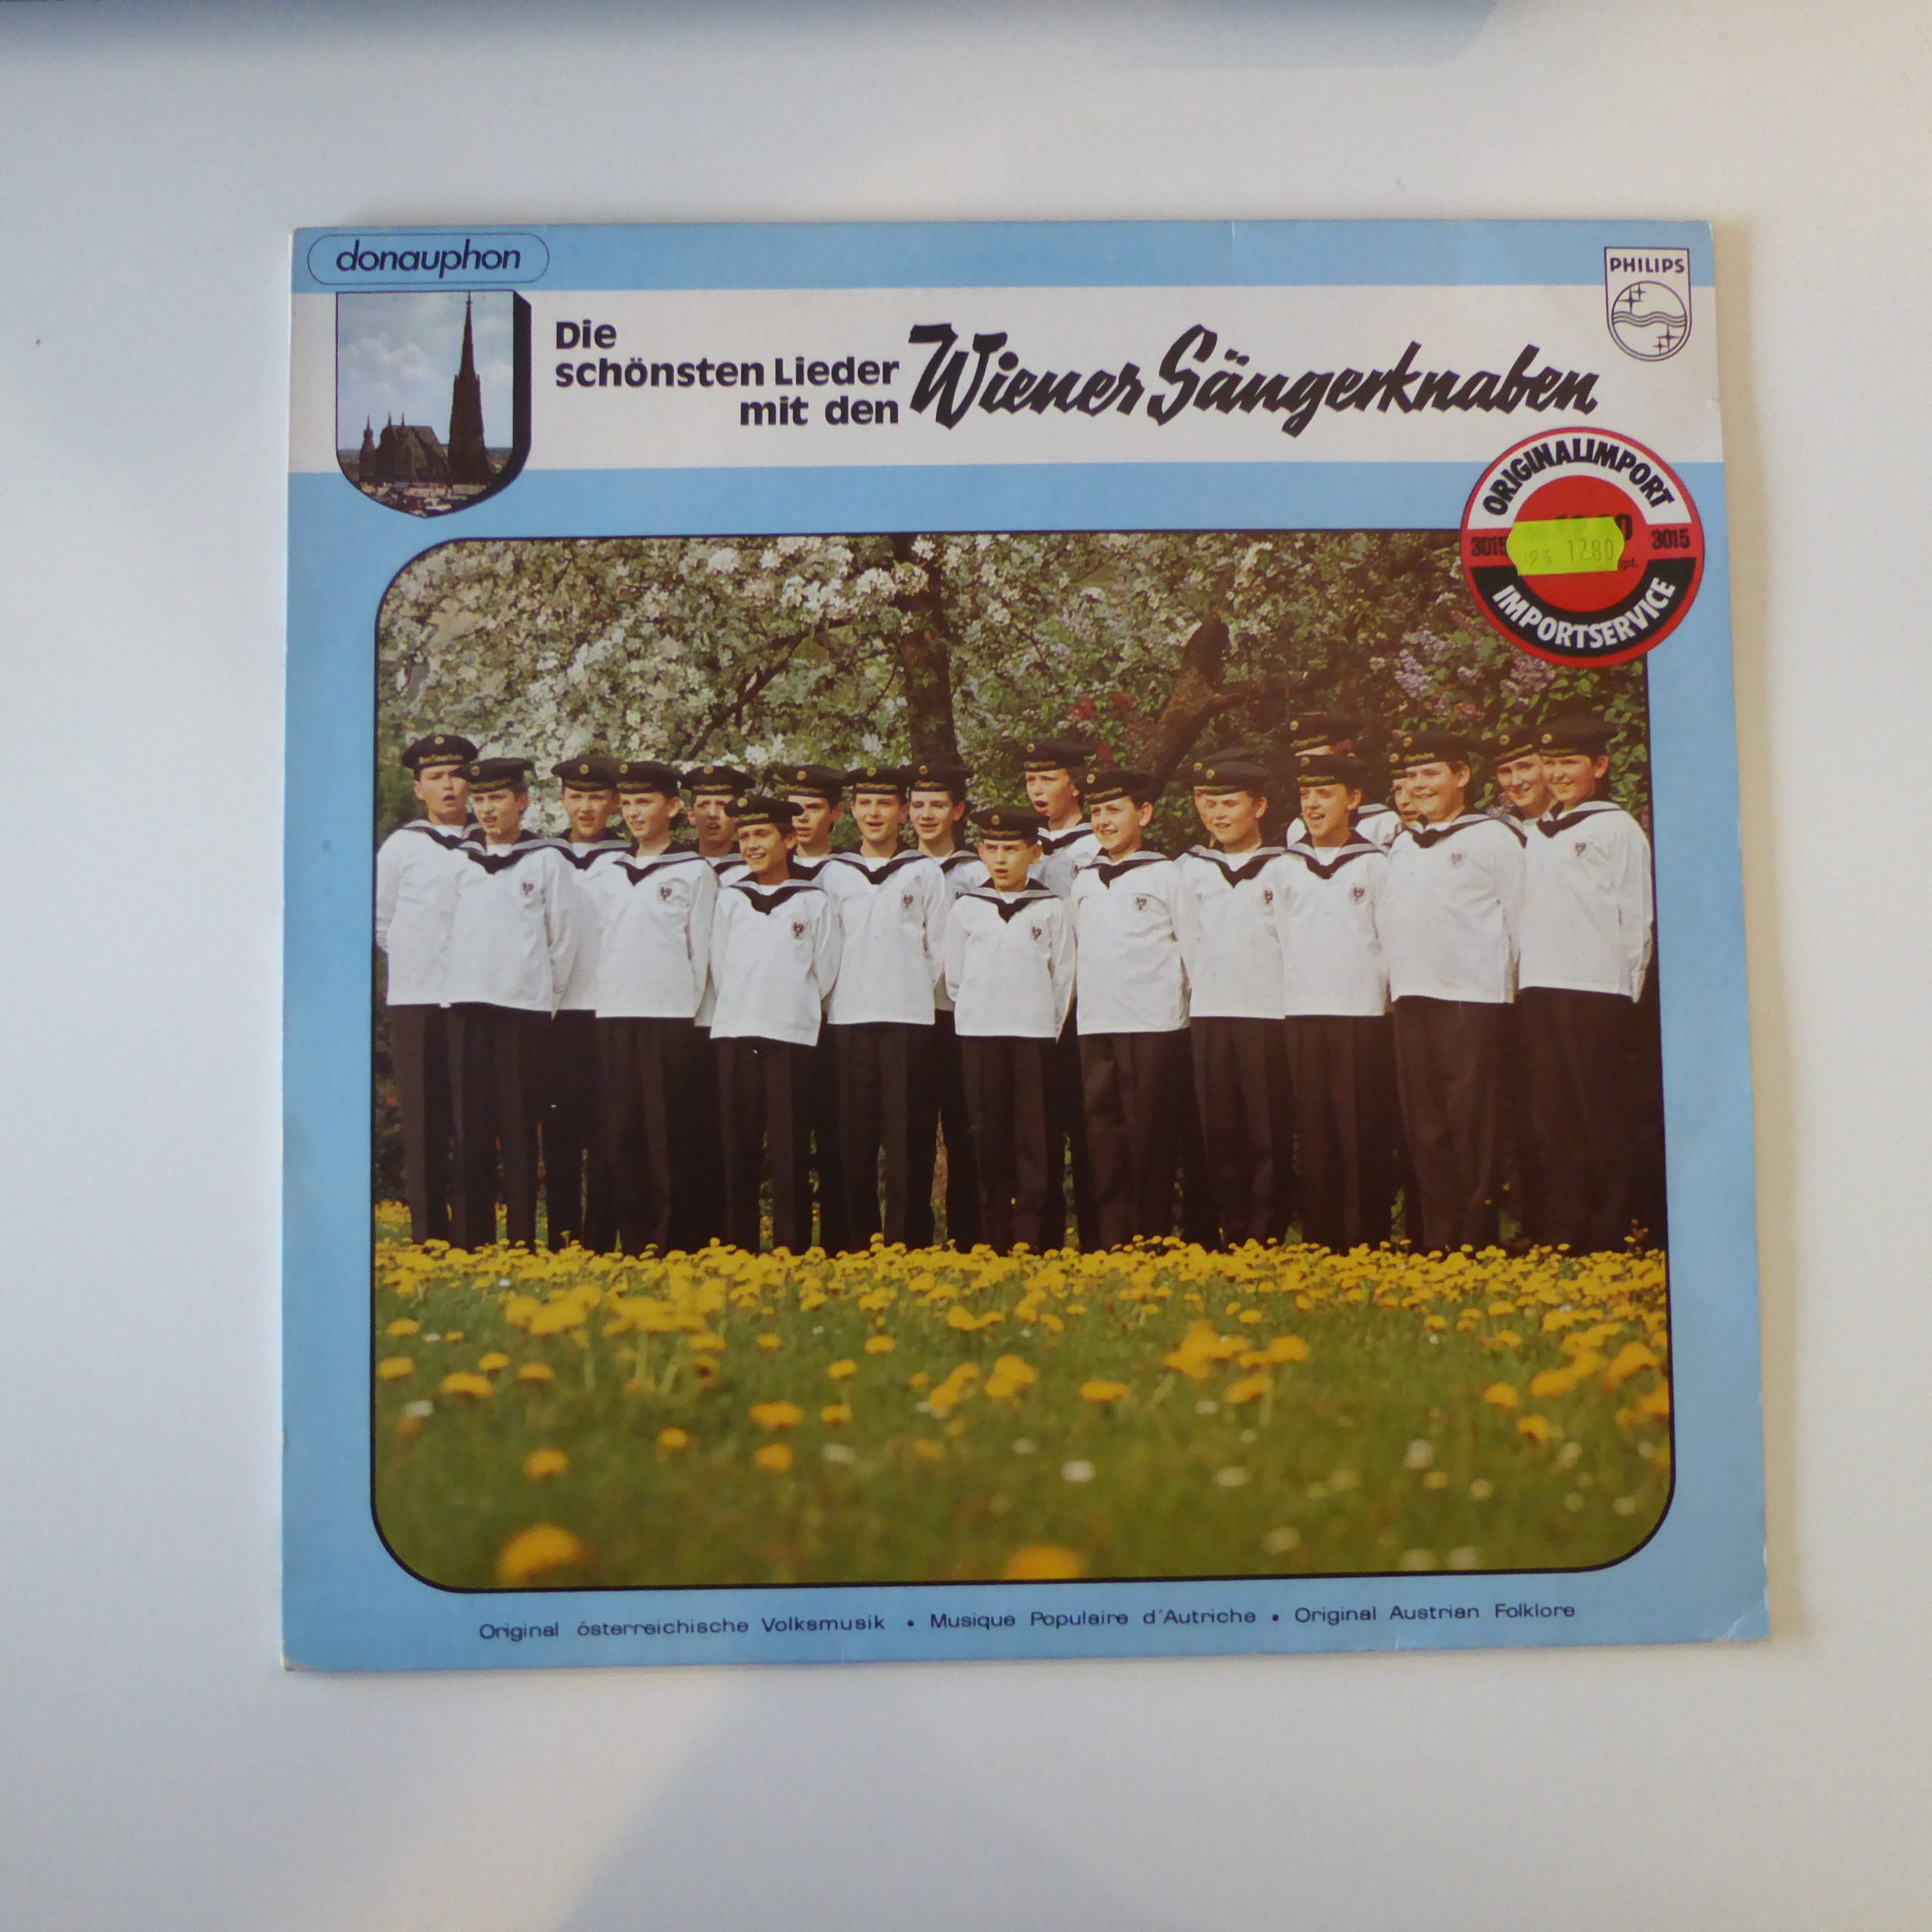 donauphon
PHILIPS
Die
schönsten Lieder
mit den
Wiener Sängerknaben
ORIGINALIMPORT
3015
3015
12.80
IMPORTSERVICE
Original österreichische Volksmusik • Musique Populaire d'Autriche • Original Austrian Folklore